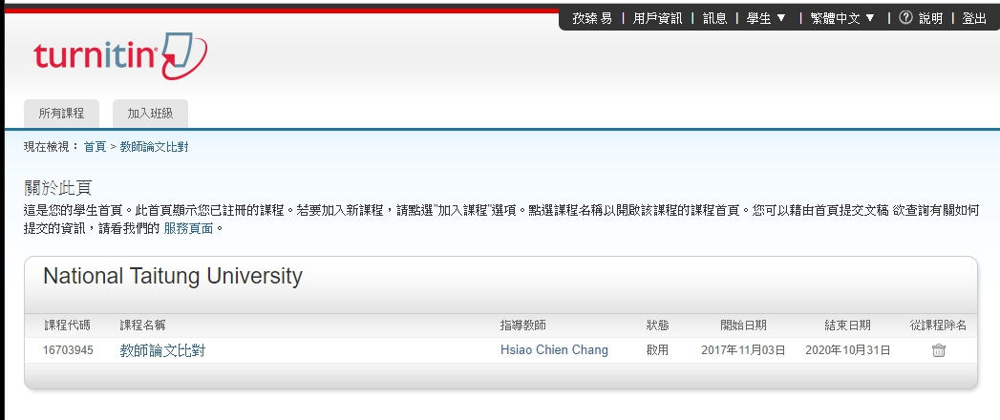 孜臻 易 | 用戶資訊 | 訊息 | 學生 ▼ | 繁體中文 ▼ | ? 說明 | 登出
turnitin
所有課程 加入班級
現在檢視： 首頁 > 教師論文比對
關於此頁
這是您的學生首頁。此首頁顯示您已註冊的課程。若要加入新課程，請點選"加入課程"選項。點選課程名稱以開啟該課程的課程首頁。您可以藉由首頁提交文稿 欲查詢有關如何
提交的資訊，請看我們的 服務頁面。
National Taitung University
課程代碼 課程名稱 指導教師 狀態 開始日期 結束日期 從課程除名
16703945 教師論文比對 Hsiao Chien Chang 啟用 2017年11月03日 2020年10月31日